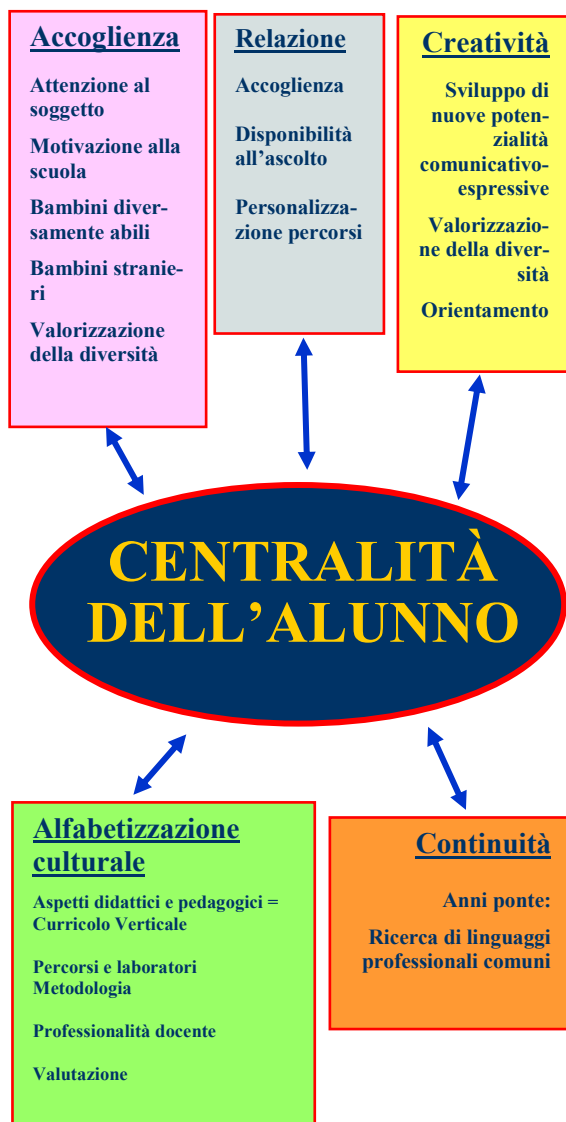 Accoglienza
Attenzione al
soggetto
Motivazione alla
scuola
Bambini diver-
samente abili
Bambini stranie-
ri
Valorizzazione
della diversità
Relazione
Accoglienza
Disponibilità
all’ascolto
Personalizza-
zione percorsi
Creatività
Sviluppo di
nuove poten-
zialità
comunicativo-
espressive
Valorizzazio-
ne della diver-
sità
Orientamento
CENTRALITÀ
DELL’ALUNNO
Alfabetizzazione
culturale
Aspetti didattici e pedagogici =
Curricolo Verticale
Percorsi e laboratori
Metodologia
Professionalità docente
Valutazione
Continuità
Anni ponte:
Ricerca di linguaggi
professionali comuni